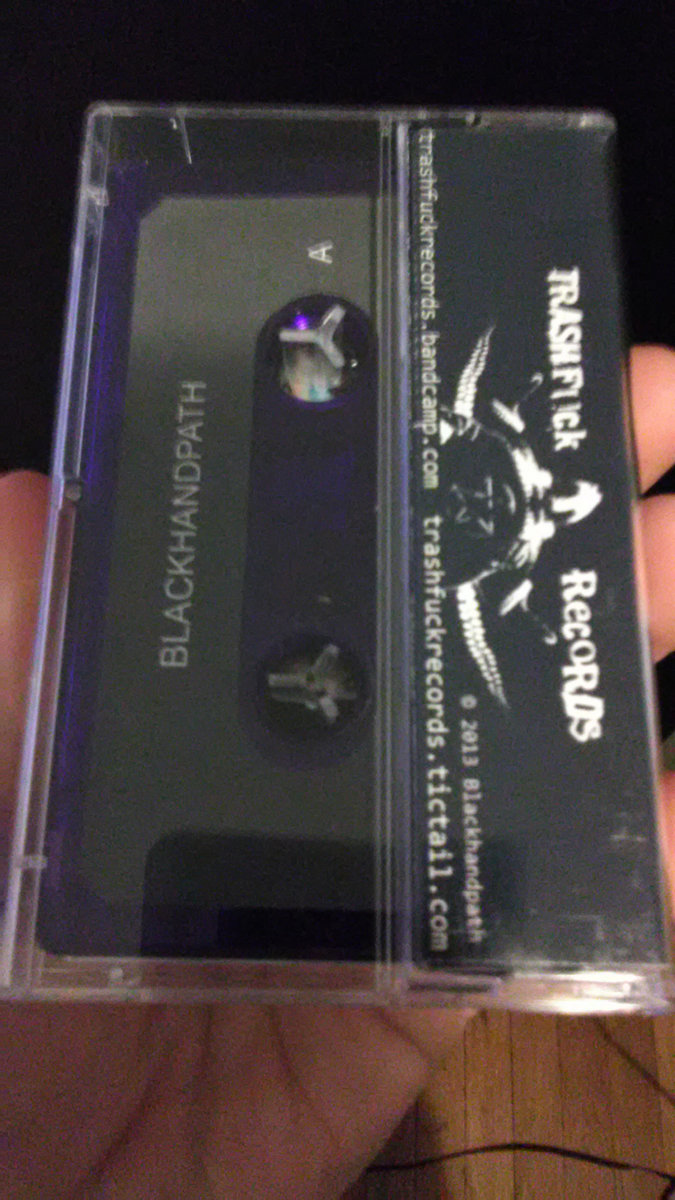 A
BLACKHANDPATH
TRASHFUck RecORDS
© 2013 Blackhandpath
trashfuckrecords.bandcamp.com trashfuckrecords.tictail.com